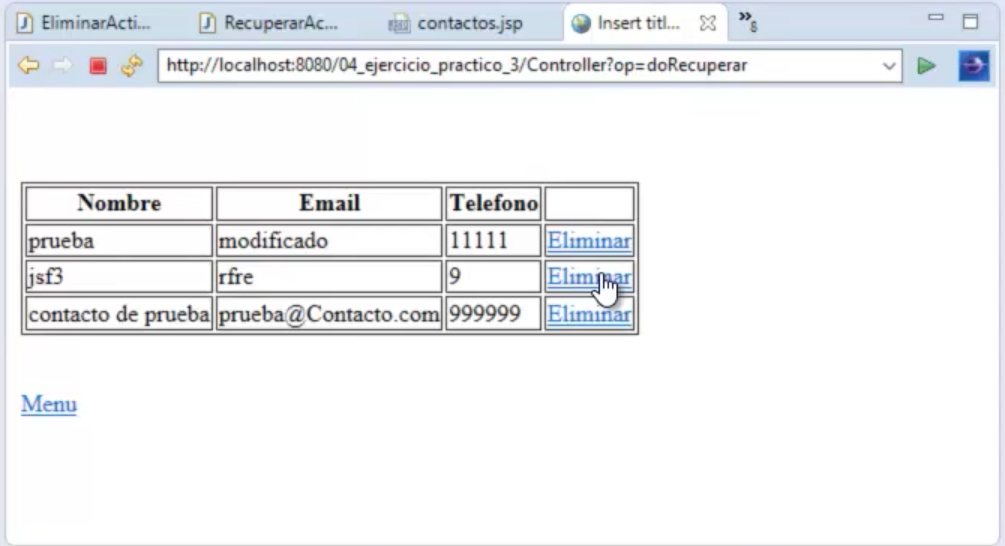 EliminarActi... RecuperarAc... contactos.jsp Insert titl... »8
http://localhost:8080/04_ejercicio_practico_3/Controller?op=doRecuperar
Nombre Email Telefono
prueba modificado 11111 Eliminar
jsf3 rfre 9 Eliminar
contacto de prueba prueba@Contacto.com 999999 Eliminar
Menu